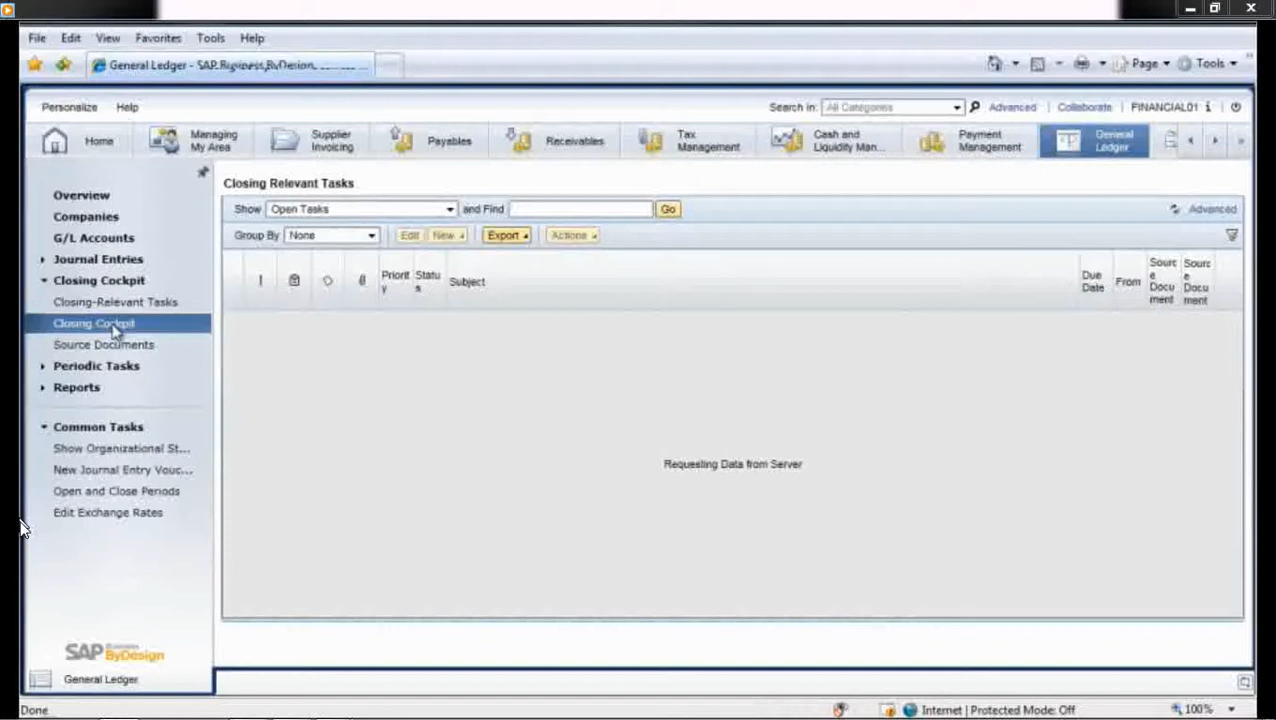 File Edit View Favorites Tools Help
General Ledger - SAP Business ByDesign
Page Tools
Personalize Help Search in: All Categories Advanced Collaborate FINANCIAL01
Home
Managing My Area
Supplier Invoicing
Payables
Receivables
Tax Management
Cash and Liquidity Man...
Payment Management
General Ledger
Overview
Companies
G/L Accounts
Journal Entries
Closing Cockpit
Closing-Relevant Tasks
Closing Cockpit
Source Documents
Periodic Tasks
Reports
Common Tasks
Show Organizational St...
New Journal Entry Vouc...
Open and Close Periods
Edit Exchange Rates
SAP Business ByDesign
General Ledger
Closing Relevant Tasks
Show Open Tasks and Find Go Advanced
Group By None Edit New Export Actions
! Priority Status Subject Due Date From Source Document Source Document
Requesting Data from Server
Done Internet | Protected Mode: Off 100%